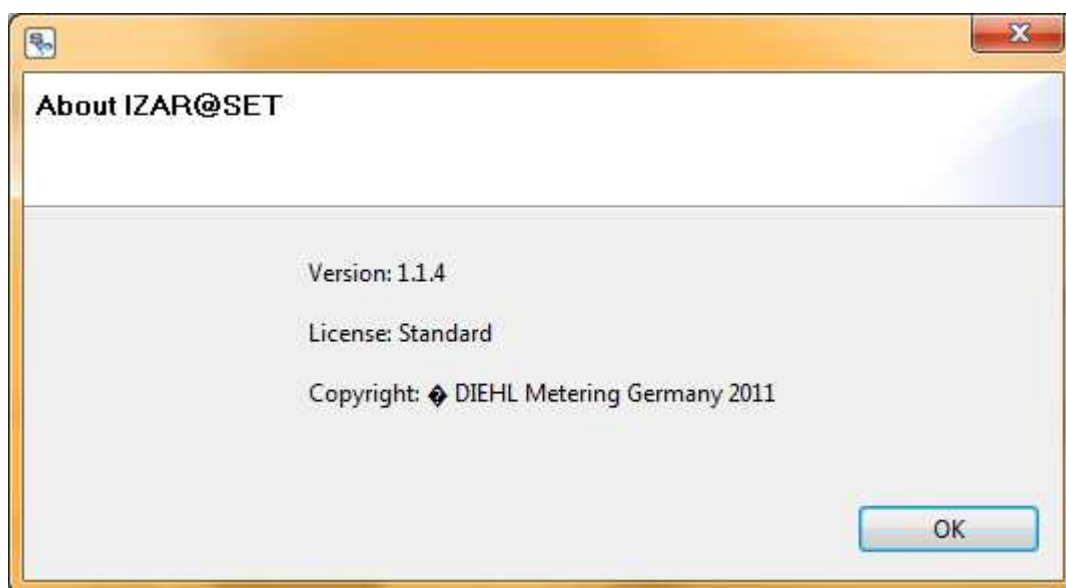 About IZAR@SET
Version: 1.1.4
License: Standard
Copyright: � DIEHL Metering Germany 2011
OK